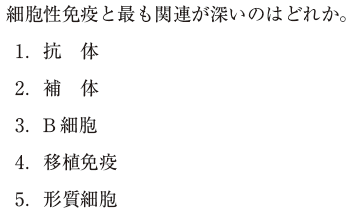 細胞性免疫と最も関連が深いのはどれか。
1. 抗　体
2. 補　体
3. B細胞
4. 移植免疫
5. 形質細胞